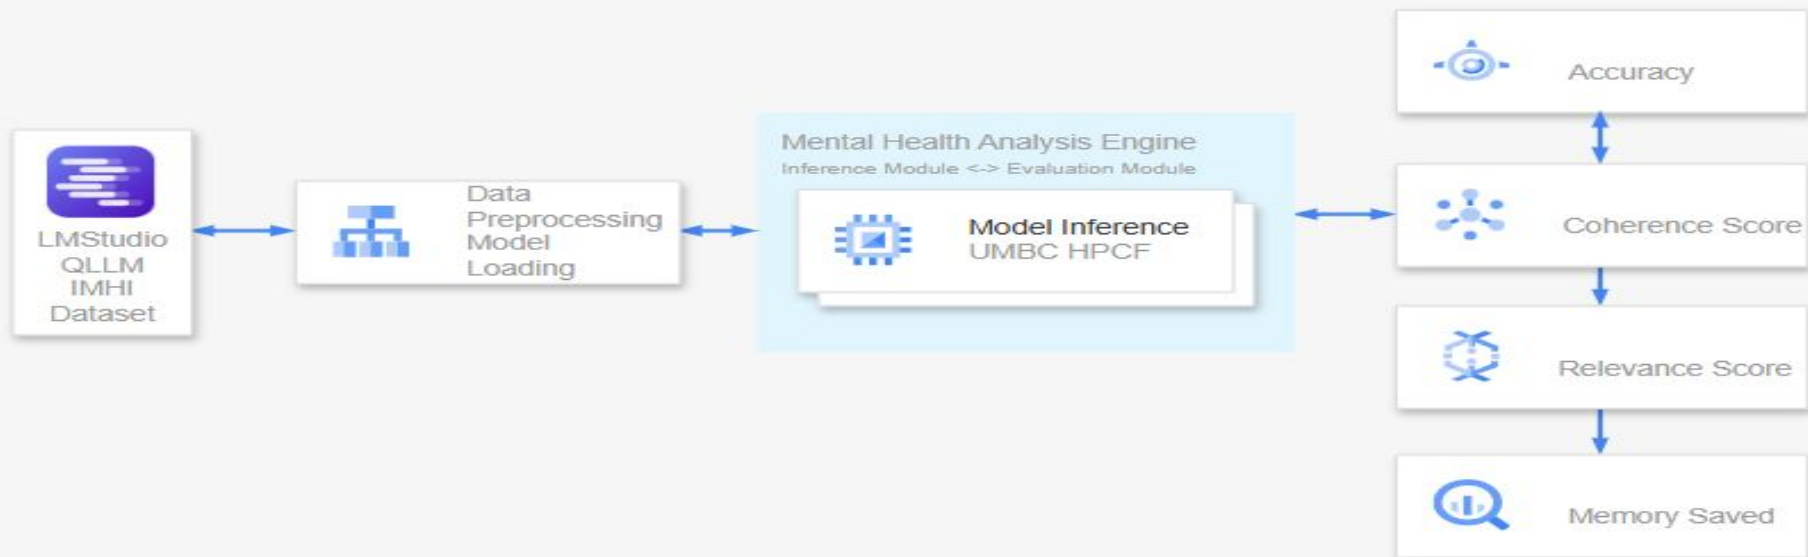 LMStudio
QLLM
IMHI
Dataset
Data
Preprocessing
Model
Loading
Mental Health Analysis Engine
Inference Module <-> Evaluation Module
Model Inference
UMBC HPCF
Accuracy
Coherence Score
Relevance Score
Memory Saved